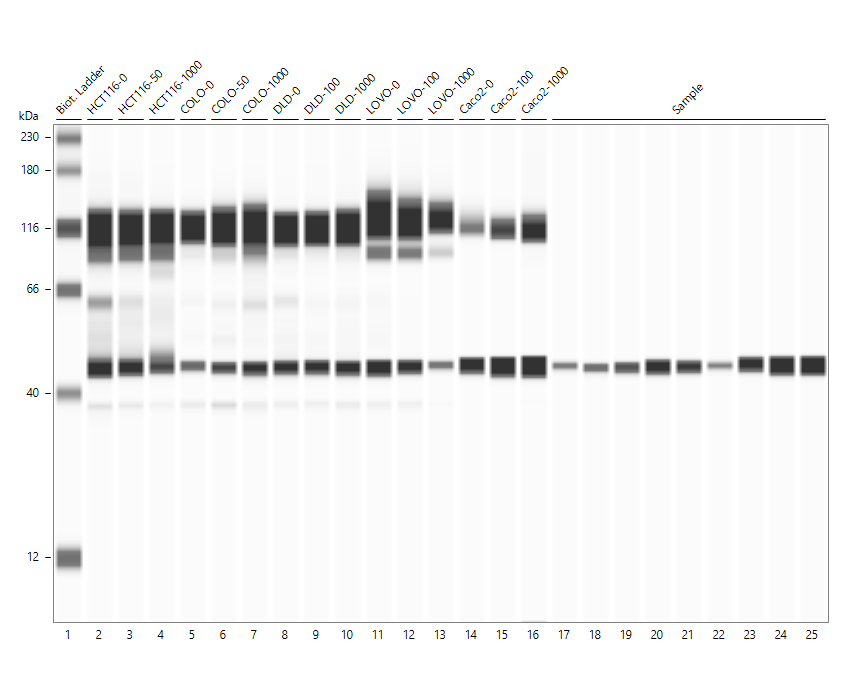 Biot. Ladder
HCT116-0
HCT116-50
HCT116-1000
COLO-0
COLO-50
COLO-1000
DLD-0
DLD-100
DLD-1000
LOVO-0
LOVO-100
LOVO-1000
Caco2-0
Caco2-100
Caco2-1000
Sample
kDa
230
180
116
66
40
12
1 2 3 4 5 6 7 8 9 10 11 12 13 14 15 16 17 18 19 20 21 22 23 24 25